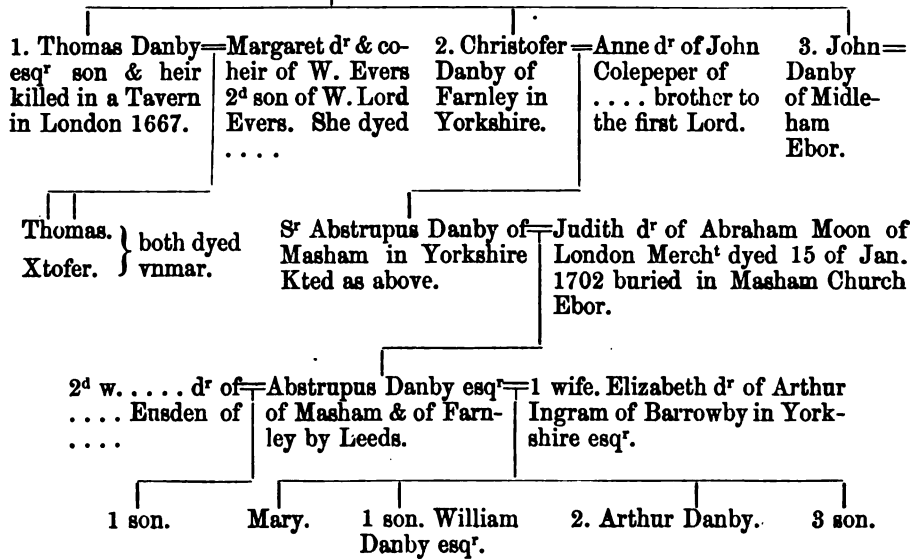 1. Thomas Danby=
esqʳ son & heir
killed in a Tavern
in London 1667.
Margaret dʳ & co-
heir of W. Evers
2ᵈ son of W. Lord
Evers. She dyed
. . . .
2. Christofer=
Danby of
Farnley in
Yorkshire.
Anne dʳ of John
Colepeper of
. . . . brother to
the first Lord.
3. John=
Danby
of Midle-
ham
Ebor.
Thomas.
Xtofer.
} both dyed
vnmar.
Sʳ Abstrupus Danby of=
Masham in Yorkshire
Kted as above.
Judith dʳ of Abraham Moon of
London Merchᵗ dyed 15 of Jan.
1702 buried in Masham Church
Ebor.
2ᵈ w. . . . . . dʳ of=
. . . . Eusden of
. . . .
Abstrupus Danby esqʳ=
of Masham & of Farn-
ley by Leeds.
1 wife. Elizabeth dʳ of Arthur
Ingram of Barrowby in York-
shire esqʳ.
1 son.
Mary.
1 son. William
Danby esqʳ.
2. Arthur Danby.
3 son.